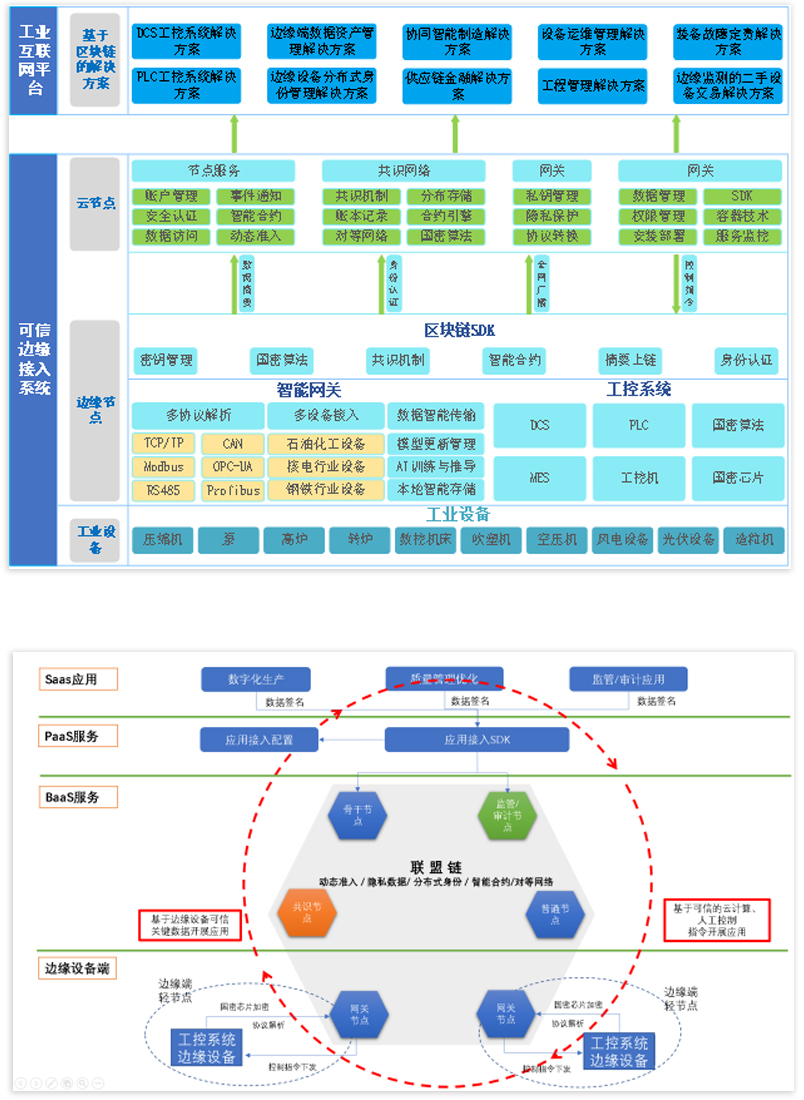 工业
互联
网平
台
基于
区块链
的解决
方案
DCS工控系统解决
方案
边缘端数据资产管
理解决方案
协同智能制造解决
方案
设备运维管理解决
方案
装备故障定责解决
方案
PLC工控系统解决
方案
边缘设备分布式身
份管理解决方案
供应链金融解决方
案
工程管理解决方案
边缘监测的二手设
备交易解决方案
可信
边缘
接入
系统
云节点
节点服务
共识网络
网关
网关
账户管理
事件通知
共识机制
分布存储
私钥管理
数据管理
SDK
安全认证
智能合约
账本记录
合约引擎
隐私保护
权限管理
容器技术
数据访问
动态准入
对等网络
国密算法
协议转换
安装部署
服务监控
数据摘要
身份认证
全网广播
控制指令
边缘节
点
区块链SDK
密钥管理
国密算法
共识机制
智能合约
摘要上链
身份认证
智能网关
工控系统
多协议解析
多设备嵌入
数据智能传输
TCP/IP
CAN
石油化工设备
模型更新管理
Modbus
OPC-UA
核电行业设备
AI训练与推导
RS485
Profibus
钢铁行业设备
本地智能存储
DCS
PLC
国密算法
MES
工控机
国密芯片
工业设
备
工业设备
压缩机
泵
高炉
转炉
数控机床
吹塑机
空压机
风电设备
光伏设备
造粒机
Saas应用
数字化生产
质量管理优化
监管/审计应用
数据签名
数据签名
数据签名
PaaS服务
应用接入配置
应用接入SDK
BaaS服务
骨干节
点
监管/
审计节
点
联盟链
动态准入 / 隐私数据/ 分布式身份 / 智能合约/对等网络
共识节
点
普通节
点
基于边缘设备可信
关键数据开展应用
基于可信的云计算、
人工控制
指令开展应用
边缘设备端
边缘端
轻节点
国密芯片加密
协议解析
网关
节点
工控系统
边缘设备
控制指令下发
网关
节点
国密芯片加密
协议解析
边缘端
轻节点
工控系统
边缘设备
控制指令下发